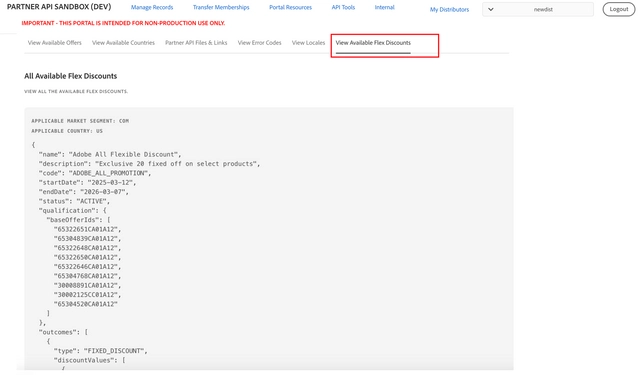 PARTNER API SANDBOX (DEV)
Manage Records
Transfer Memberships
Portal Resources
API Tools
Internal
My Distributors
newdist
Logout
IMPORTANT - THIS PORTAL IS INTENDED FOR NON-PRODUCTION USE ONLY.
View Available Offers
View Available Countries
Partner API Files & Links
View Error Codes
View Locales
View Available Flex Discounts
All Available Flex Discounts
VIEW ALL THE AVAILABLE FLEX DISCOUNTS.
APPLICABLE MARKET SEGMENT: COM
APPLICABLE COUNTRY: US
{
"name": "Adobe All Flexible Discount",
"description": "Exclusive 20 fixed off on select products",
"code": "ADOBE_ALL_PROMOTION",
"startDate": "2025-03-12",
"endDate": "2026-03-07",
"status": "ACTIVE",
"qualification": {
"baseOfferIds": [
"65322651CA01A12",
"65304839CA01A12",
"65322648CA01A12",
"65322650CA01A12",
"65322646CA01A12",
"65304768CA01A12",
"30008891CA01A12",
"30002125CC01A12",
"65304520CA01A12"
]
},
"outcomes": [
{
"type": "FIXED_DISCOUNT",
"discountValues": [
{